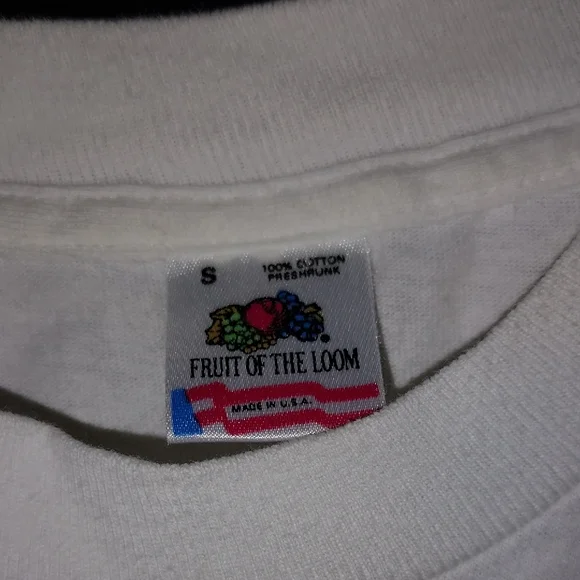 S
100% COTTON
PRESHRUNK
®
FRUIT OF THE LOOM
MADE IN U.S.A.